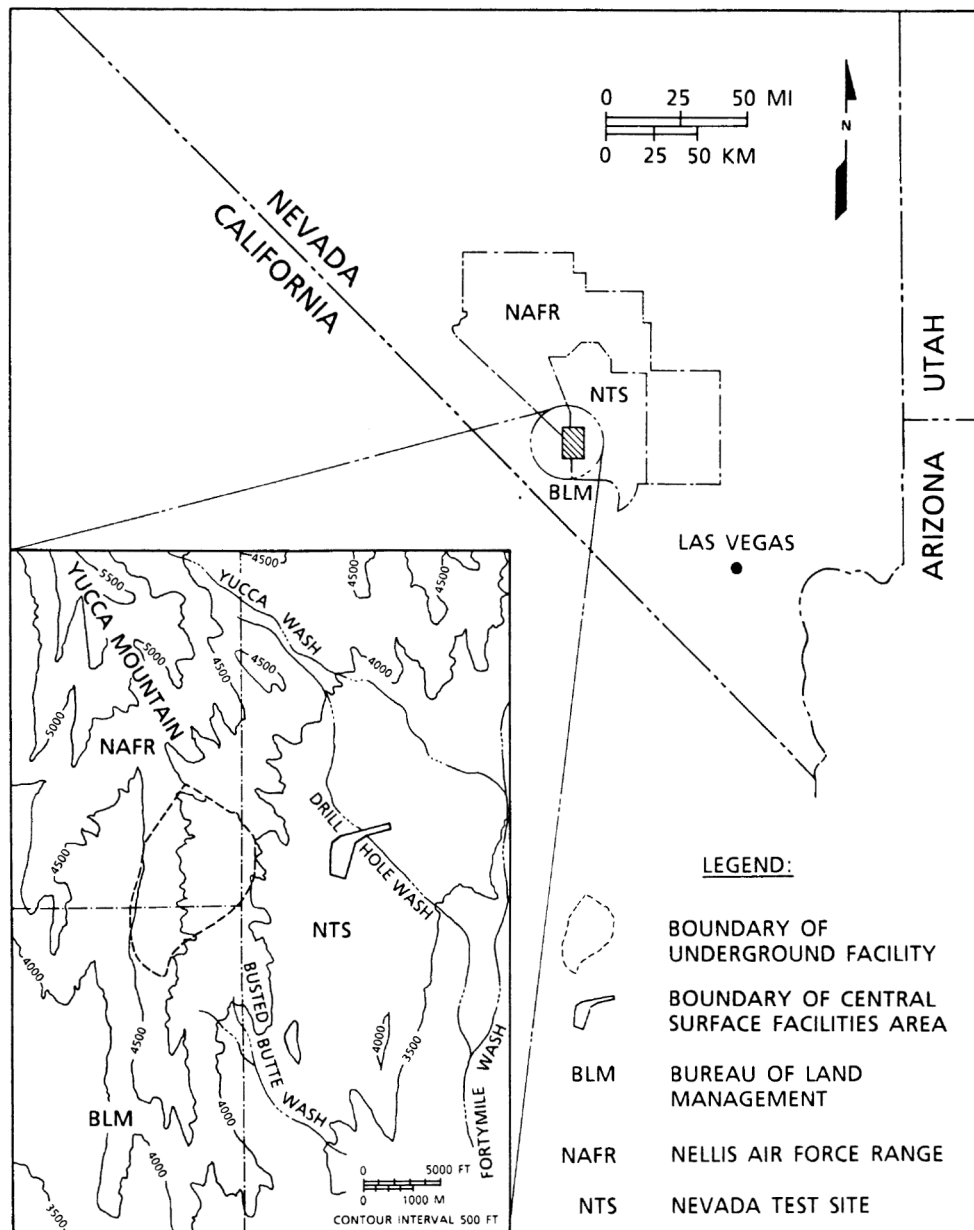 0 25 50 MI
0 25 50 KM
N
NEVADA
CALIFORNIA
NAFR
NTS
BLM
LAS VEGAS
UTAH
ARIZONA
4500
5500
YUCCA MOUNTAIN
YUCCA WASH
4500
4500
5000
4500
4000
5000
NAFR
DRILL HOLE WASH
4500
NTS
4000
BUSTED BUTTE WASH
4500
4000
3500
FORTYMILE WASH
BLM
4000
4000
3500
0 5000 FT
0 1000 M
CONTOUR INTERVAL 500 FT
LEGEND:
BOUNDARY OF
UNDERGROUND FACILITY
BOUNDARY OF CENTRAL
SURFACE FACILITIES AREA
BLM BUREAU OF LAND
MANAGEMENT
NAFR NELLIS AIR FORCE RANGE
NTS NEVADA TEST SITE